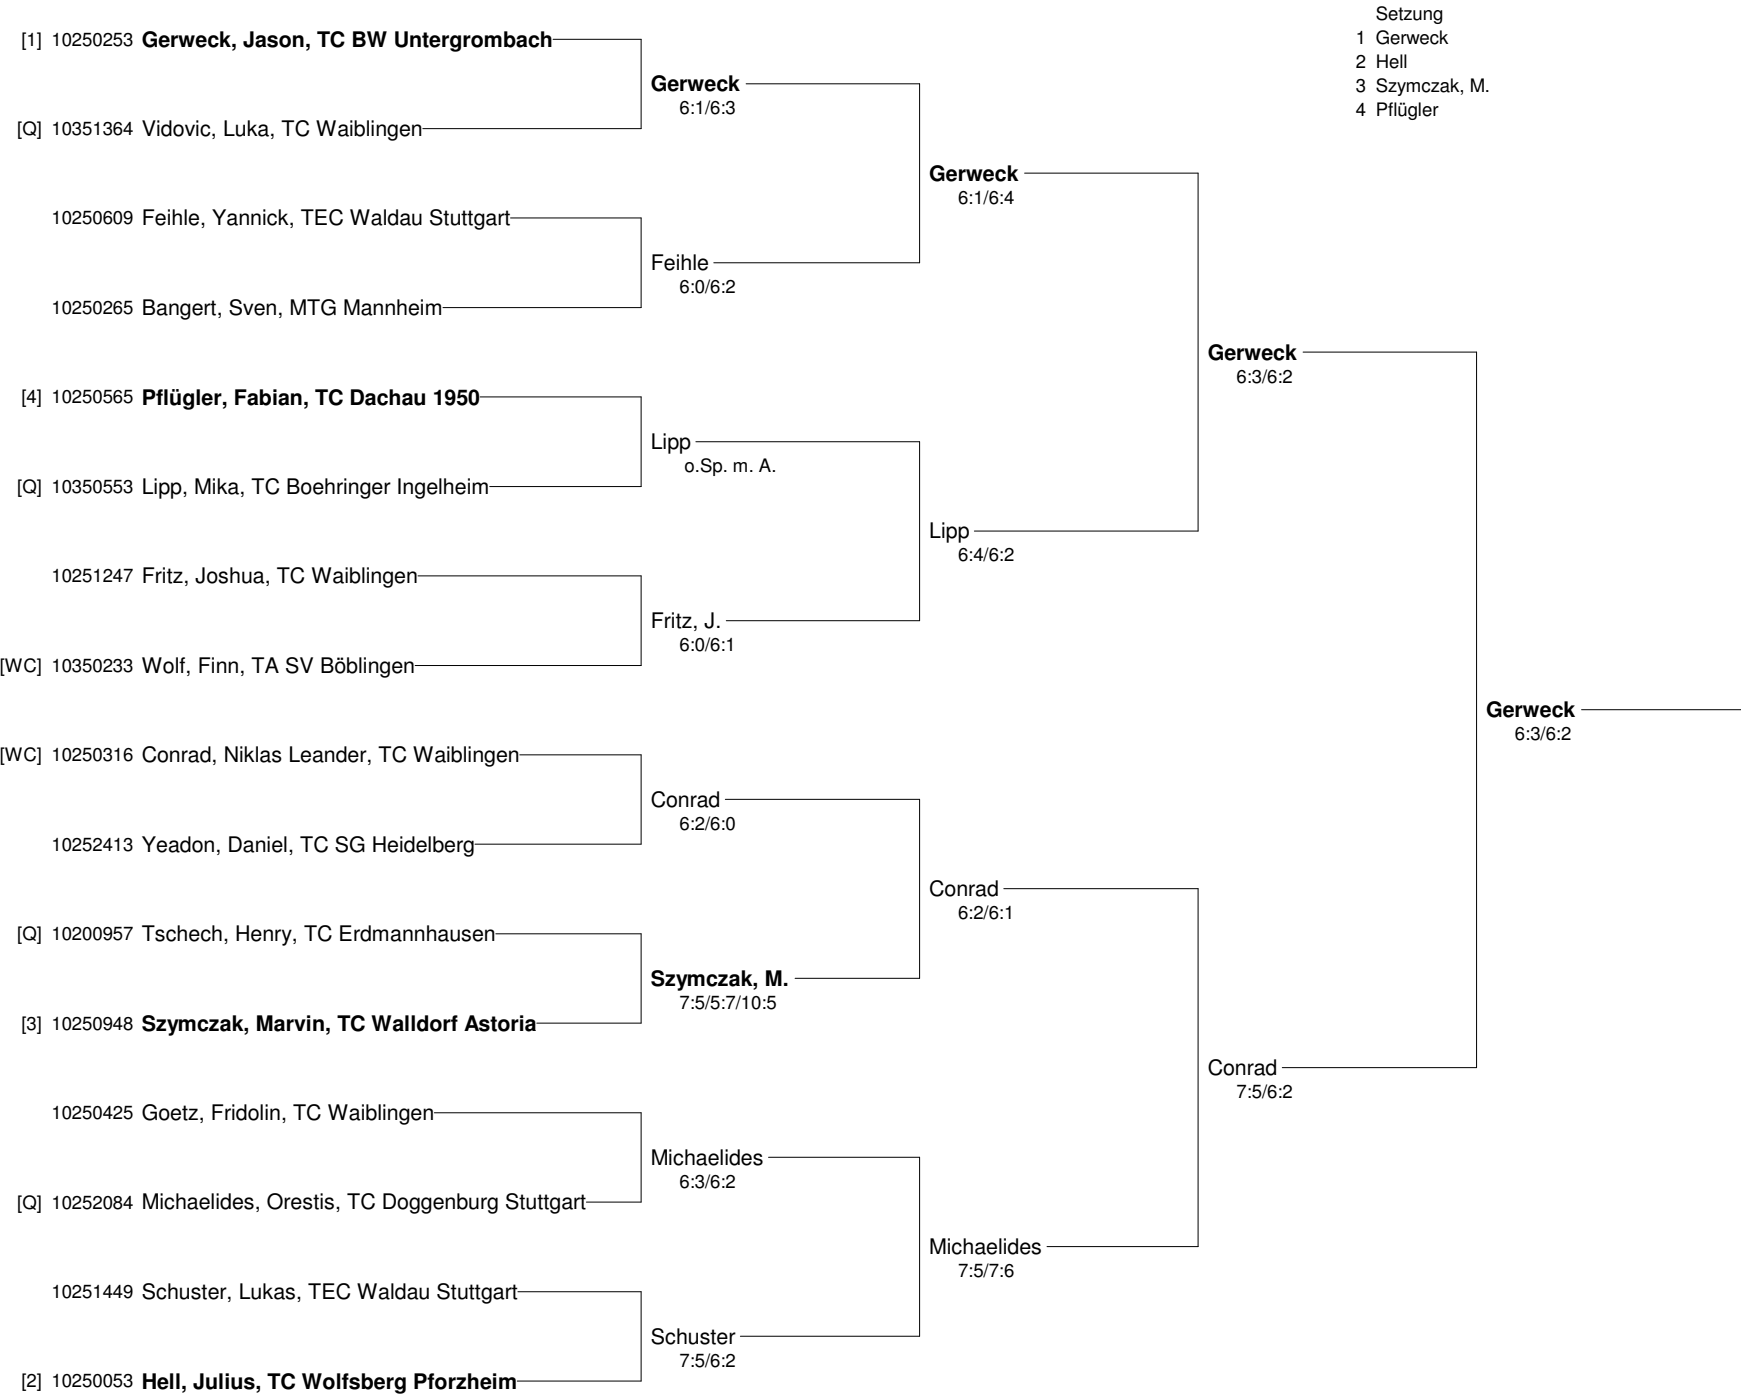 Setzung
1 Gerweck
2 Hell
3 Szymczak, M.
4 Pflügler
[1] 10250253 Gerweck, Jason, TC BW Untergrombach
[Q] 10351364 Vidovic, Luka, TC Waiblingen
10250609 Feihle, Yannick, TEC Waldau Stuttgart
10250265 Bangert, Sven, MTG Mannheim
[4] 10250565 Pflügler, Fabian, TC Dachau 1950
[Q] 10350553 Lipp, Mika, TC Boehringer Ingelheim
10251247 Fritz, Joshua, TC Waiblingen
[WC] 10350233 Wolf, Finn, TA SV Böblingen
[WC] 10250316 Conrad, Niklas Leander, TC Waiblingen
10252413 Yeadon, Daniel, TC SG Heidelberg
[Q] 10200957 Tschech, Henry, TC Erdmannhausen
[3] 10250948 Szymczak, Marvin, TC Walldorf Astoria
10250425 Goetz, Fridolin, TC Waiblingen
[Q] 10252084 Michaelides, Orestis, TC Doggenburg Stuttgart
10251449 Schuster, Lukas, TEC Waldau Stuttgart
[2] 10250053 Hell, Julius, TC Wolfsberg Pforzheim
Gerweck
6:1/6:3
Feihle
6:0/6:2
Lipp
o.Sp. m. A.
Fritz, J.
6:0/6:1
Conrad
6:2/6:0
Szymczak, M.
7:5/5:7/10:5
Michaelides
6:3/6:2
Schuster
7:5/6:2
Gerweck
6:1/6:4
Lipp
6:4/6:2
Conrad
6:2/6:1
Michaelides
7:5/7:6
Gerweck
6:3/6:2
Conrad
7:5/6:2
Gerweck
6:3/6:2